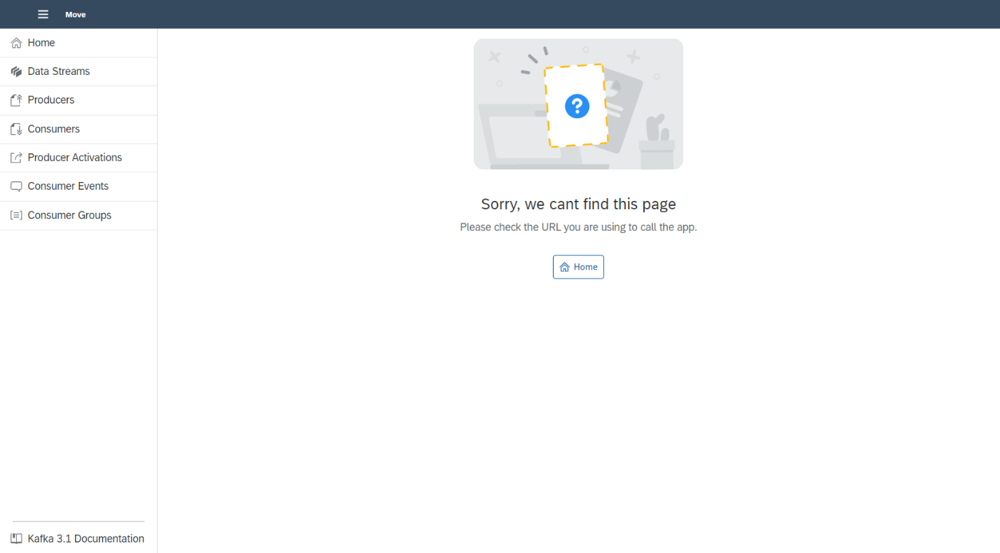 Move
Home
Data Streams
Producers
Consumers
Producer Activations
Consumer Events
Consumer Groups
Kafka 3.1 Documentation
?
Sorry, we cant find this page
Please check the URL you are using to call the app.
Home